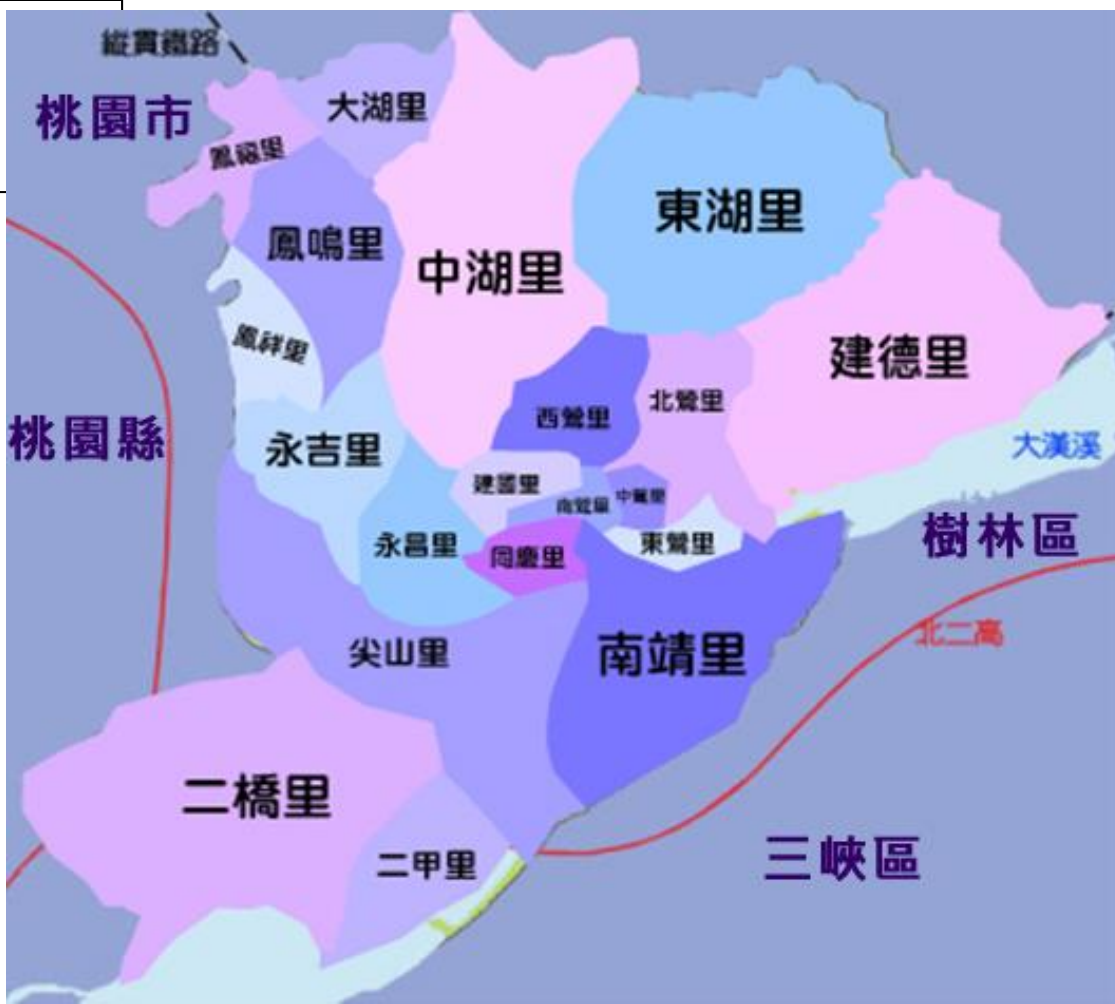 縱貫鐵路
桃園市
大湖里
鳳福里
東湖里
鳳鳴里
中湖里
鳳祥里
建德里
北鶯里
西鶯里
桃園縣
永吉里
大漢溪
建國里
中鶯里
南鶯里
樹林區
永昌里
東鶯里
同慶里
北二高
尖山里
南靖里
二橋里
三峽區
二甲里